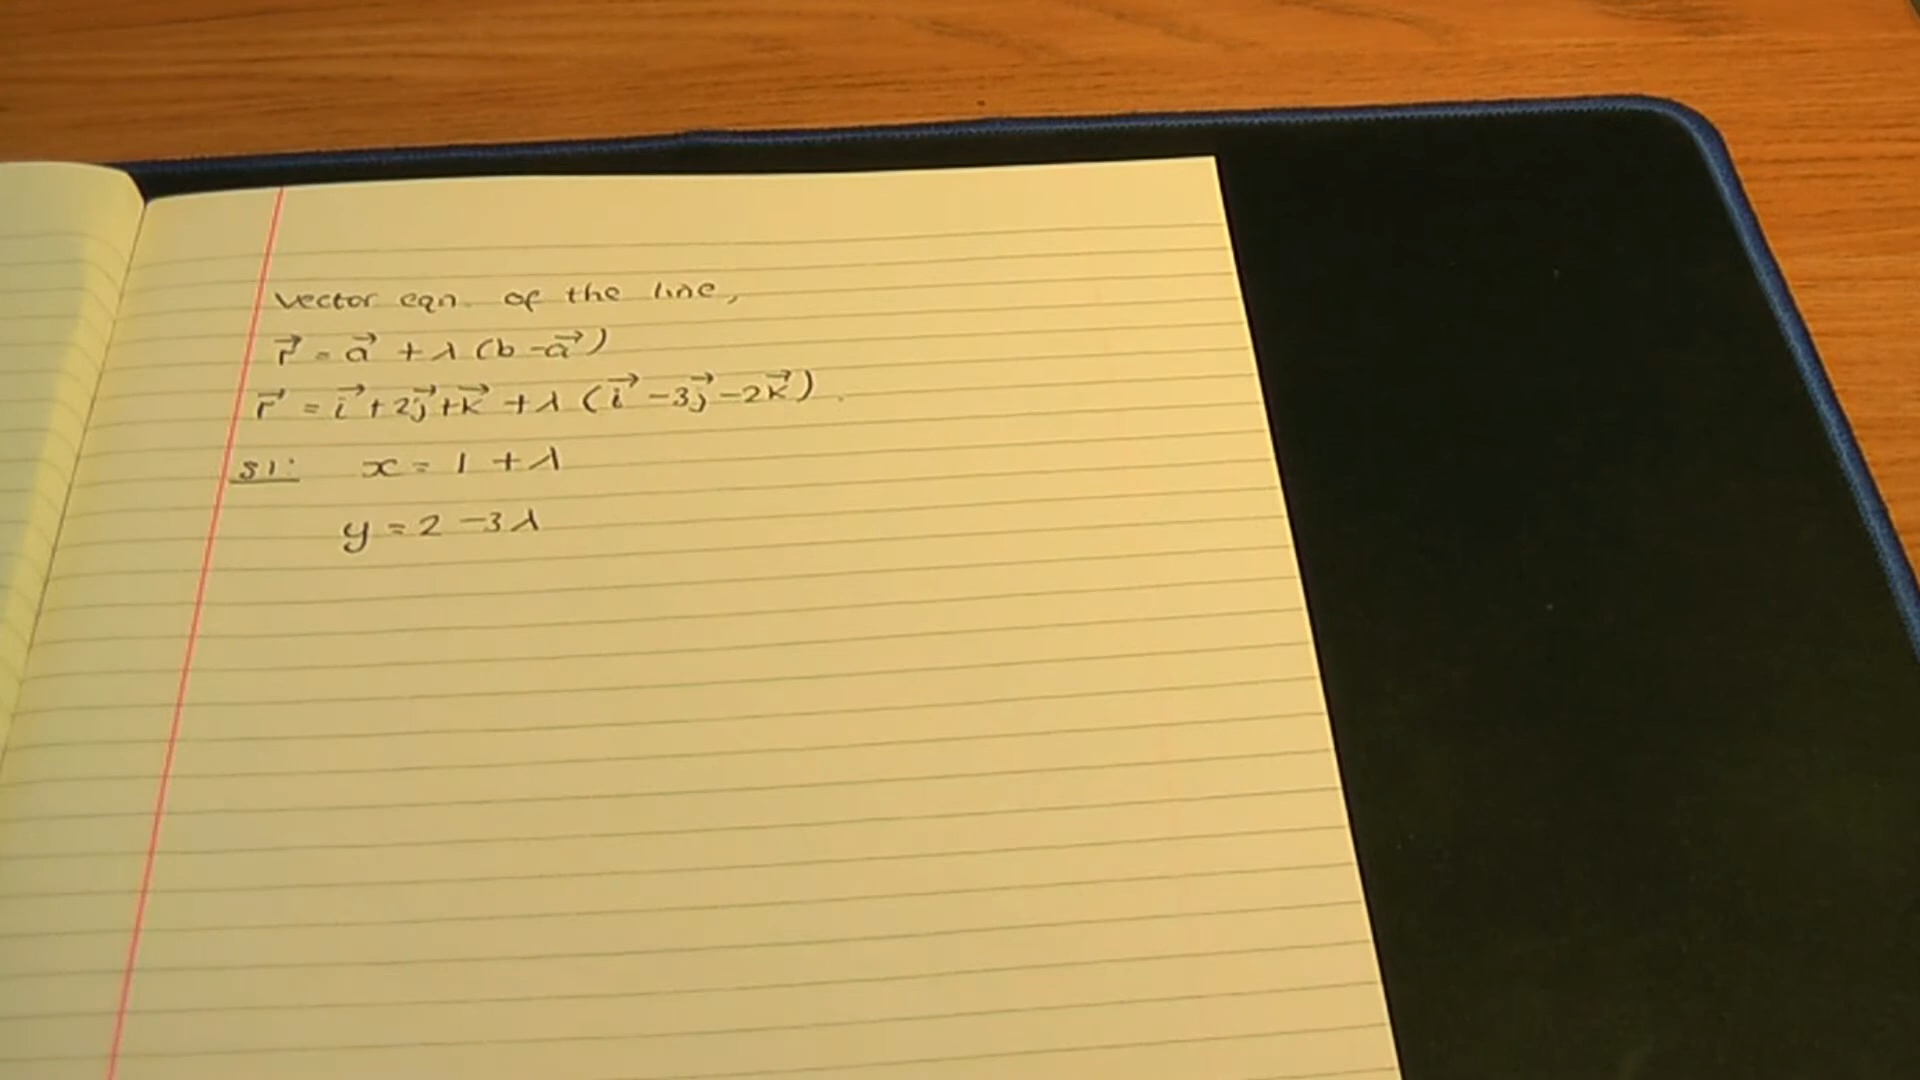 Vector eqn. of the line,
r⃗ = a⃗ + λ (b - a⃗)
r⃗ = i⃗ + 2j⃗ + k⃗ + λ (i⃗ - 3j⃗ - 2k⃗).
S1: x = 1 + λ
y = 2 - 3λ